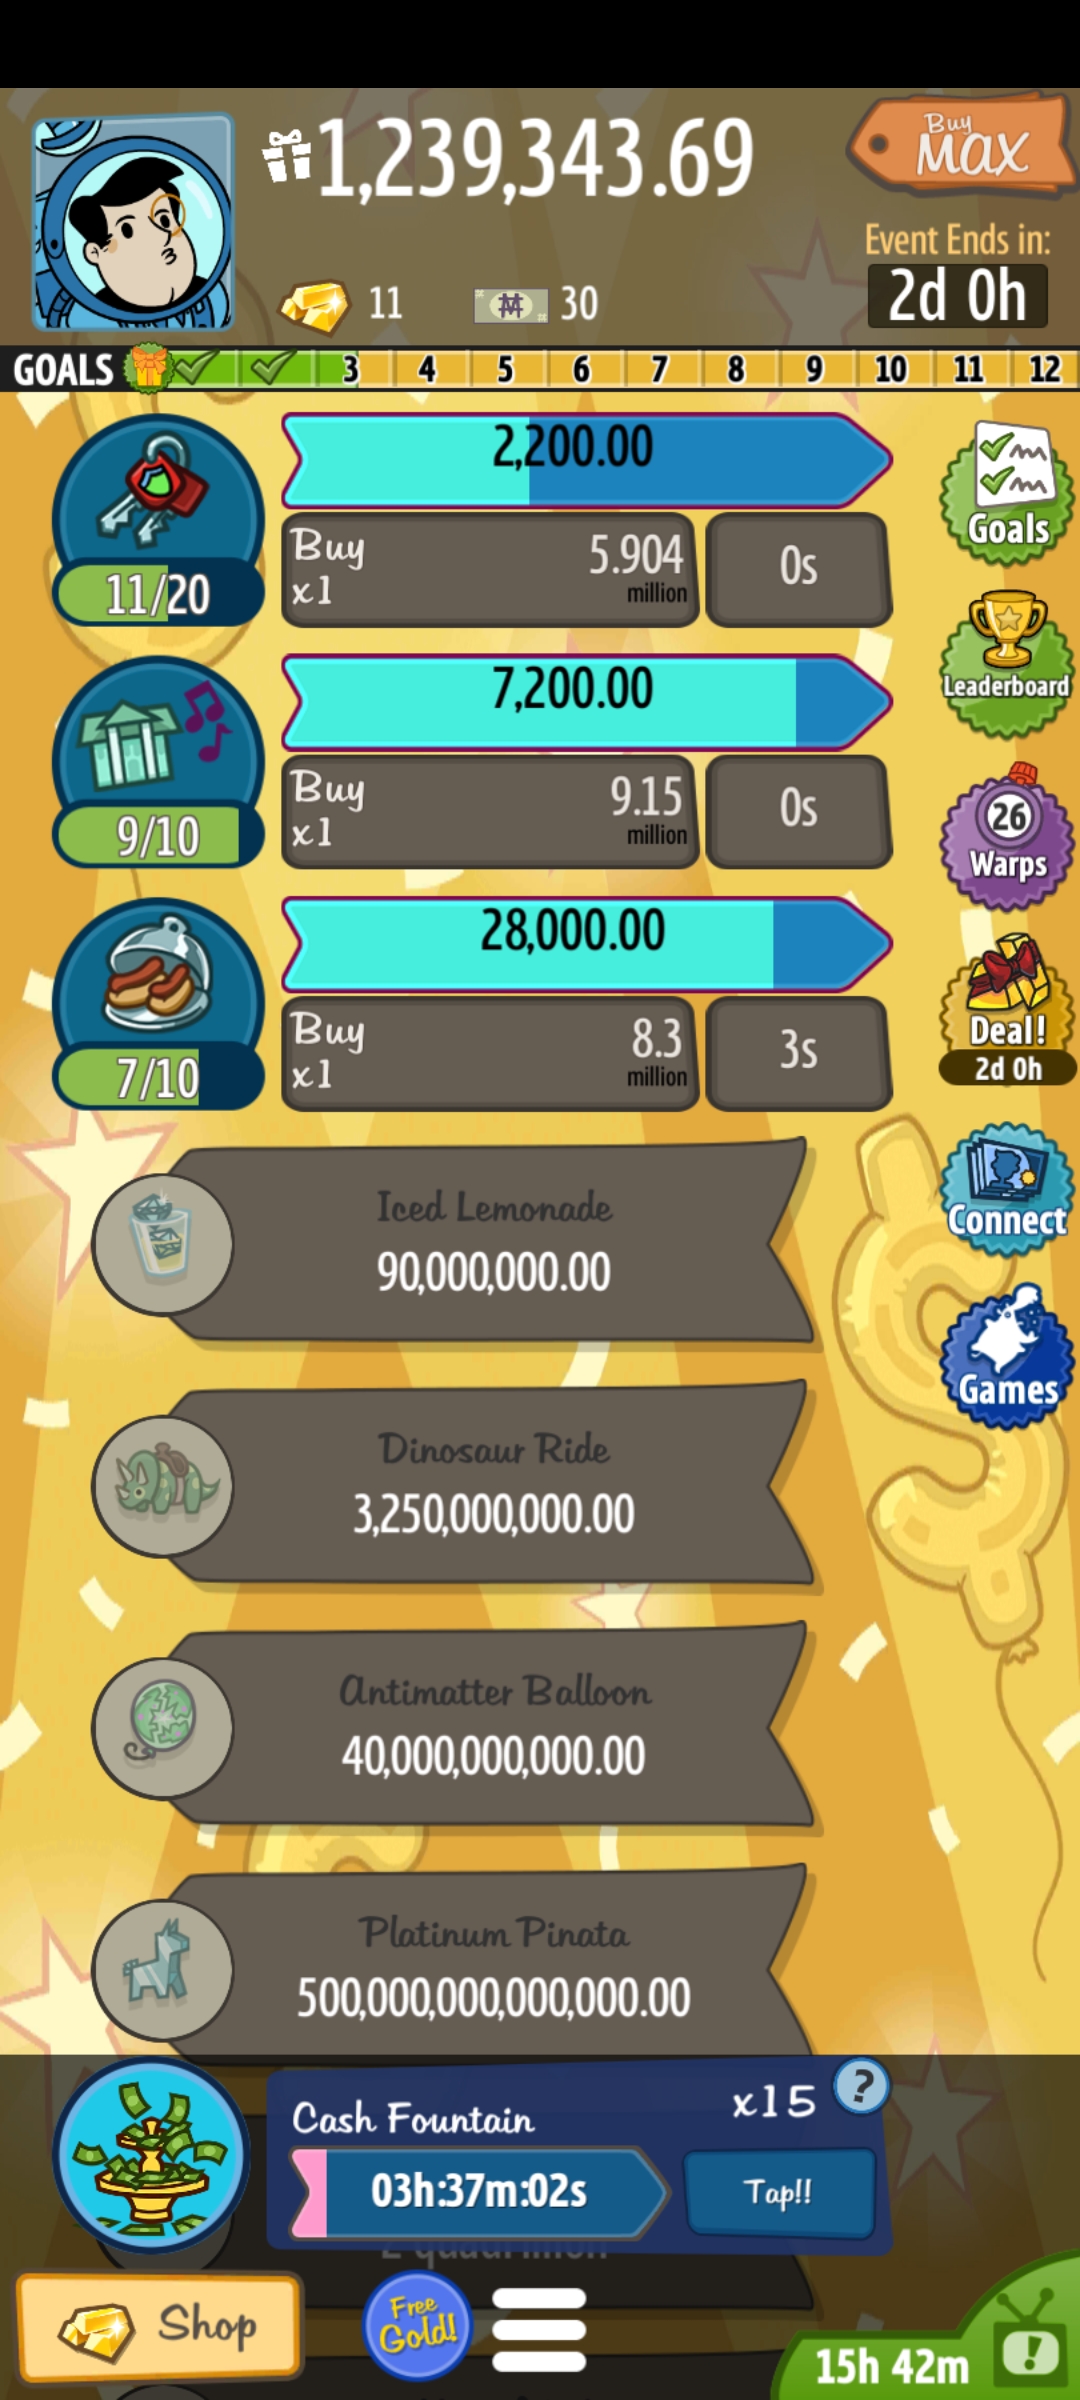 1,239,343.69
Buy
MAX
Event Ends in:
2d 0h
11
30
GOALS 3 4 5 6 7 8 9 10 11 12
2,200.00
11/20
Buy
x1
5.904
million
0s
Goals
7,200.00
9/10
Buy
x1
9.15
million
0s
Leaderboard
26
Warps
28,000.00
7/10
Buy
x1
8.3
million
3s
Deal!
2d 0h
Iced Lemonade
90,000,000.00
Connect
Dinosaur Ride
3,250,000,000.00
Games
Antimatter Balloon
40,000,000,000.00
Platinum Pinata
500,000,000,000,000.00
Cash Fountain
x15
?
03h:37m:02s
Tap!!
Shop
Free
Gold!
15h 42m
!